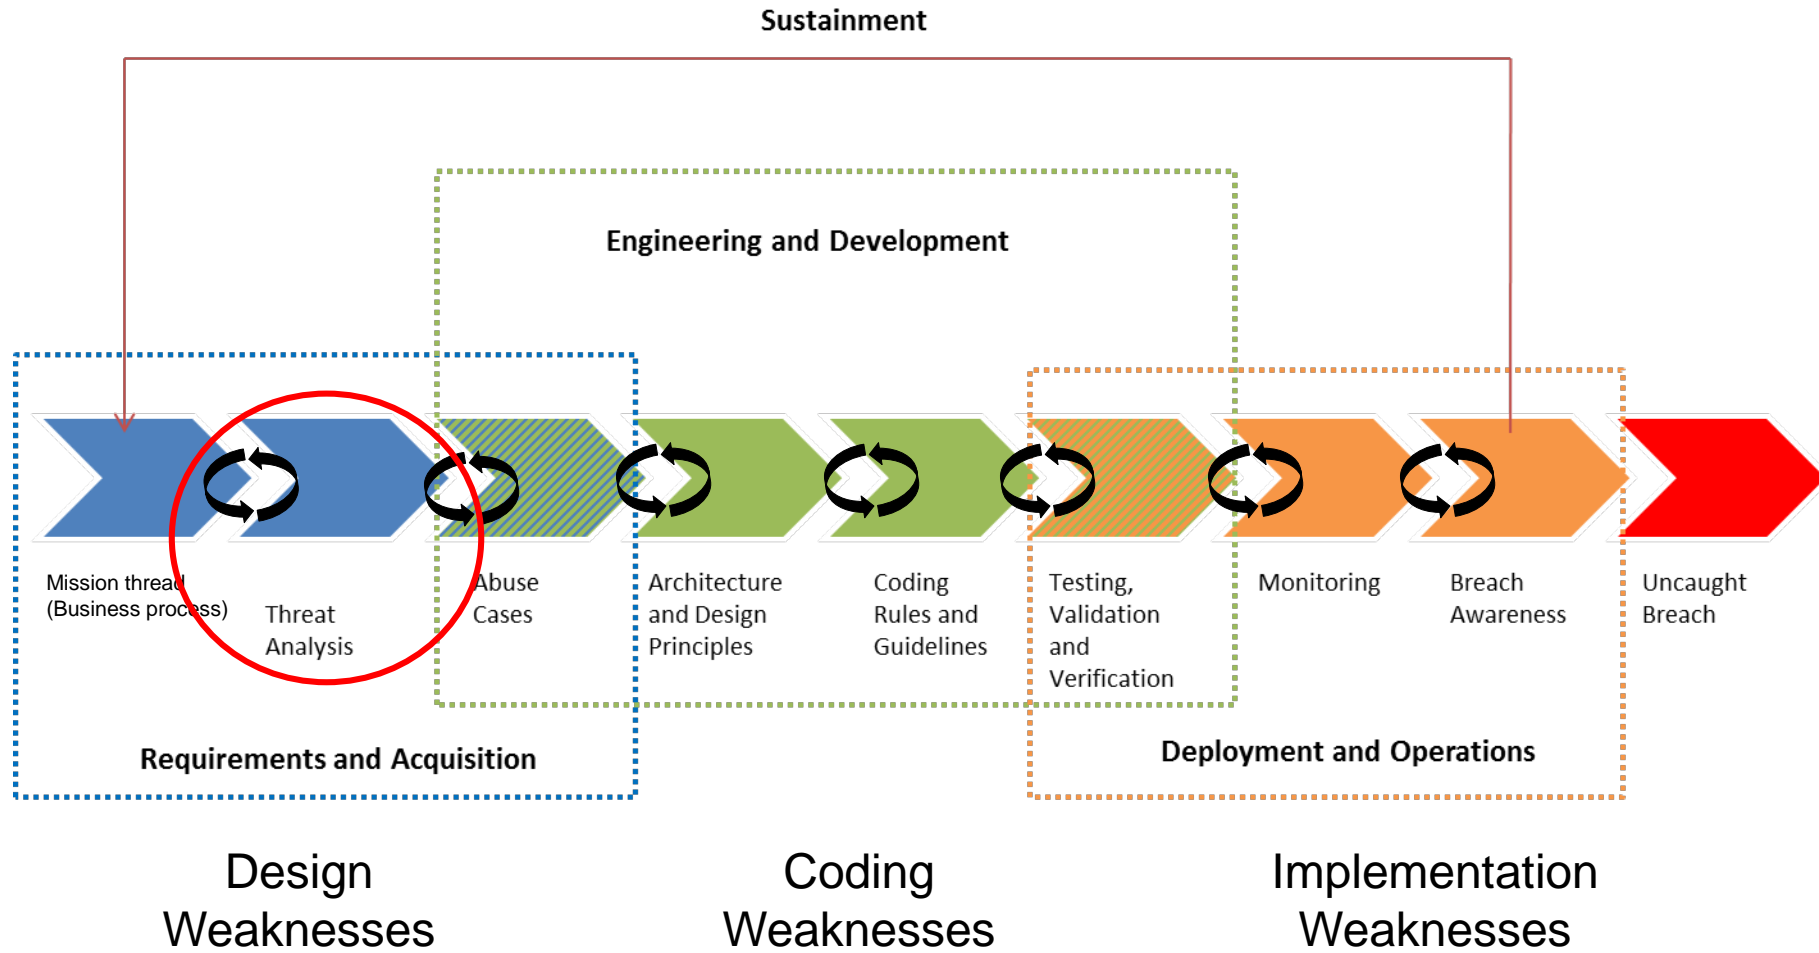 Sustainment
Engineering and Development
Mission thread
(Business process)
Threat
Analysis
Abuse
Cases
Architecture
and Design
Principles
Coding
Rules and
Guidelines
Testing,
Validation
and
Verification
Monitoring
Breach
Awareness
Uncaught
Breach
Requirements and Acquisition
Deployment and Operations
Design
Weaknesses
Coding
Weaknesses
Implementation
Weaknesses